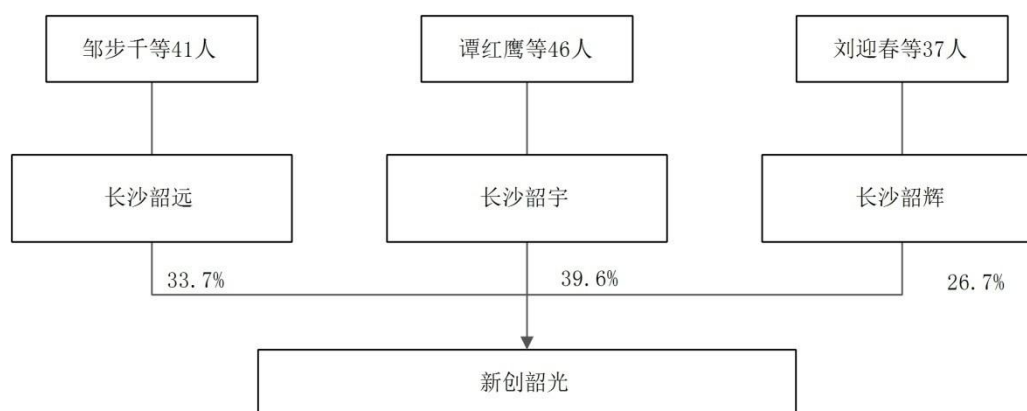 邹步千等41人
谭红鹰等46人
刘迎春等37人
长沙韶远
长沙韶宇
长沙韶辉
33.7%
39.6%
26.7%
新创韶光